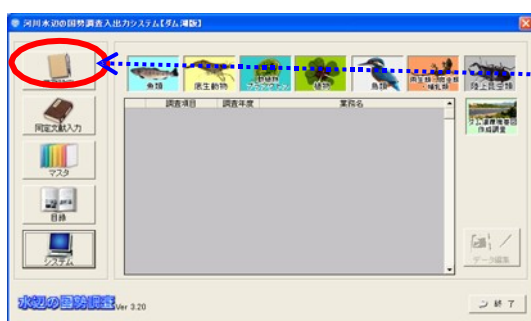 河川水辺の国勢調査入出力システム【ダム湖版】
魚類
底生動物
動植物
プランクトン
植物
鳥類
両生類・爬虫類
・哺乳類
陸上昆虫類
調査項目 調査年度 業務名
同定文献入力
マスタ
目録
システム
ダム湖環境基図
作成調査
データ編集
水辺の国勢調査 Ver 3.20
終了